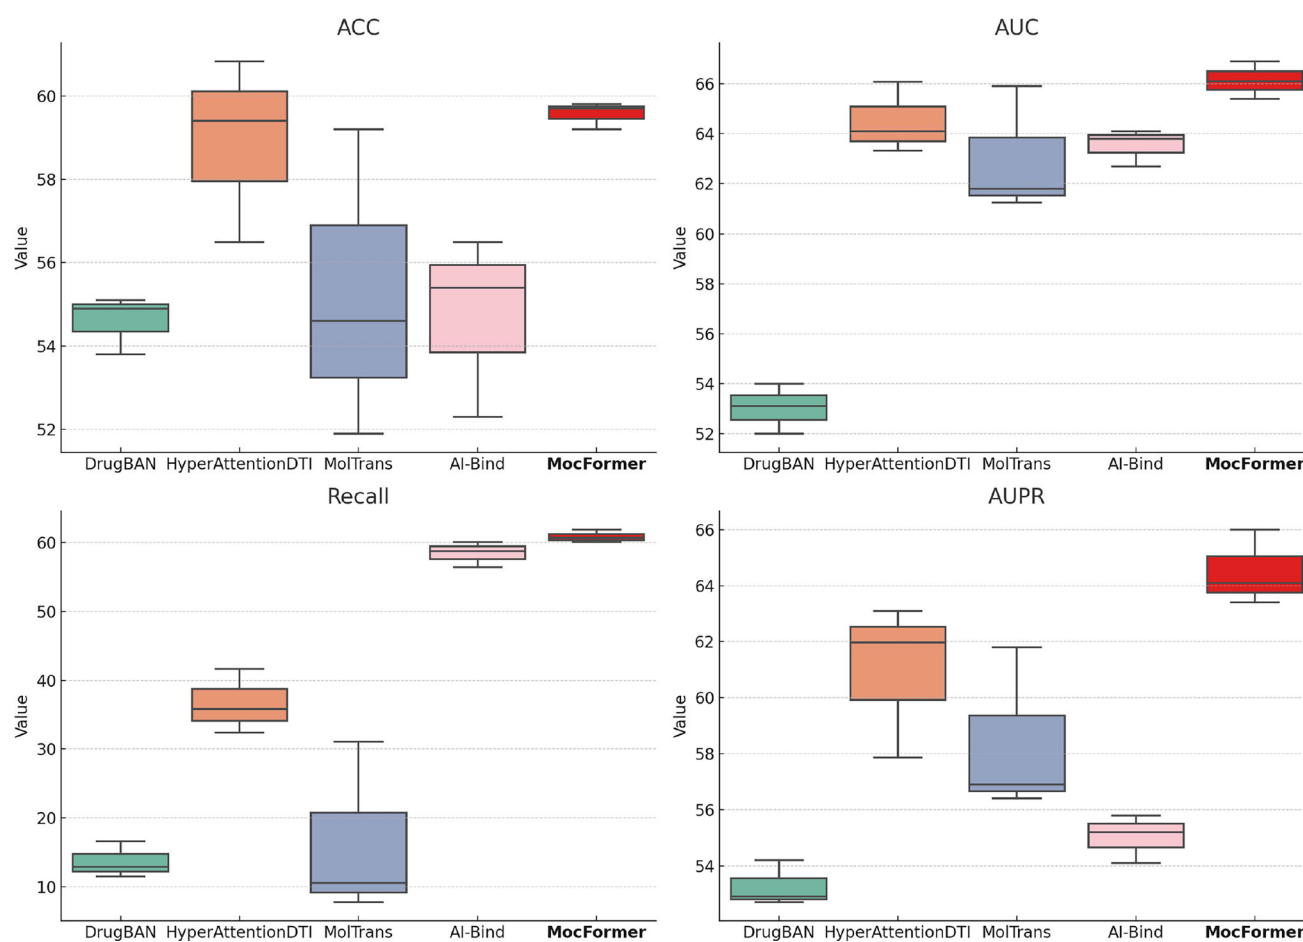 ACC
Value
60
58
56
54
52
DrugBAN HyperAttentionDTI MolTrans AI-Bind MocFormer
AUC
Value
66
64
62
60
58
56
54
52
DrugBAN HyperAttentionDTI MolTrans AI-Bind MocFormer
Recall
Value
60
50
40
30
20
10
DrugBAN HyperAttentionDTI MolTrans AI-Bind MocFormer
AUPR
Value
66
64
62
60
58
56
54
DrugBAN HyperAttentionDTI MolTrans AI-Bind MocFormer